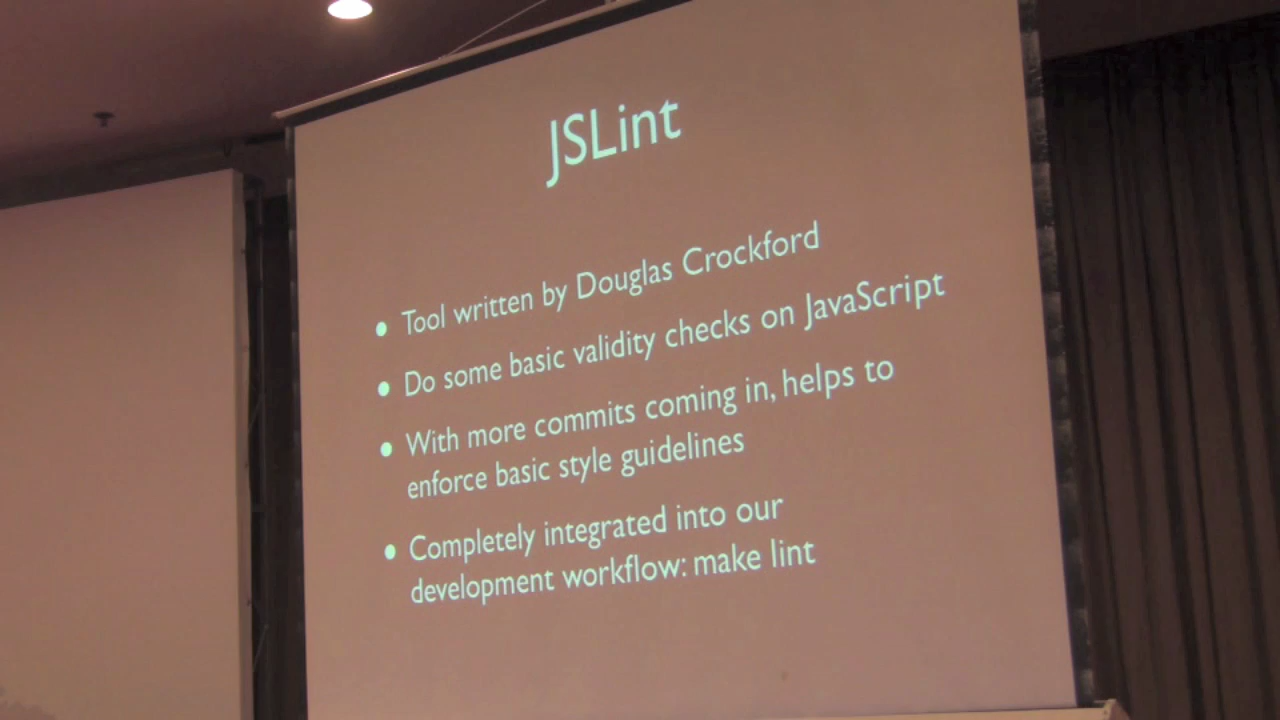 JSLint
• Tool written by Douglas Crockford
• Do some basic validity checks on JavaScript
• With more commits coming in, helps to
enforce basic style guidelines
• Completely integrated into our
development workflow: make lint